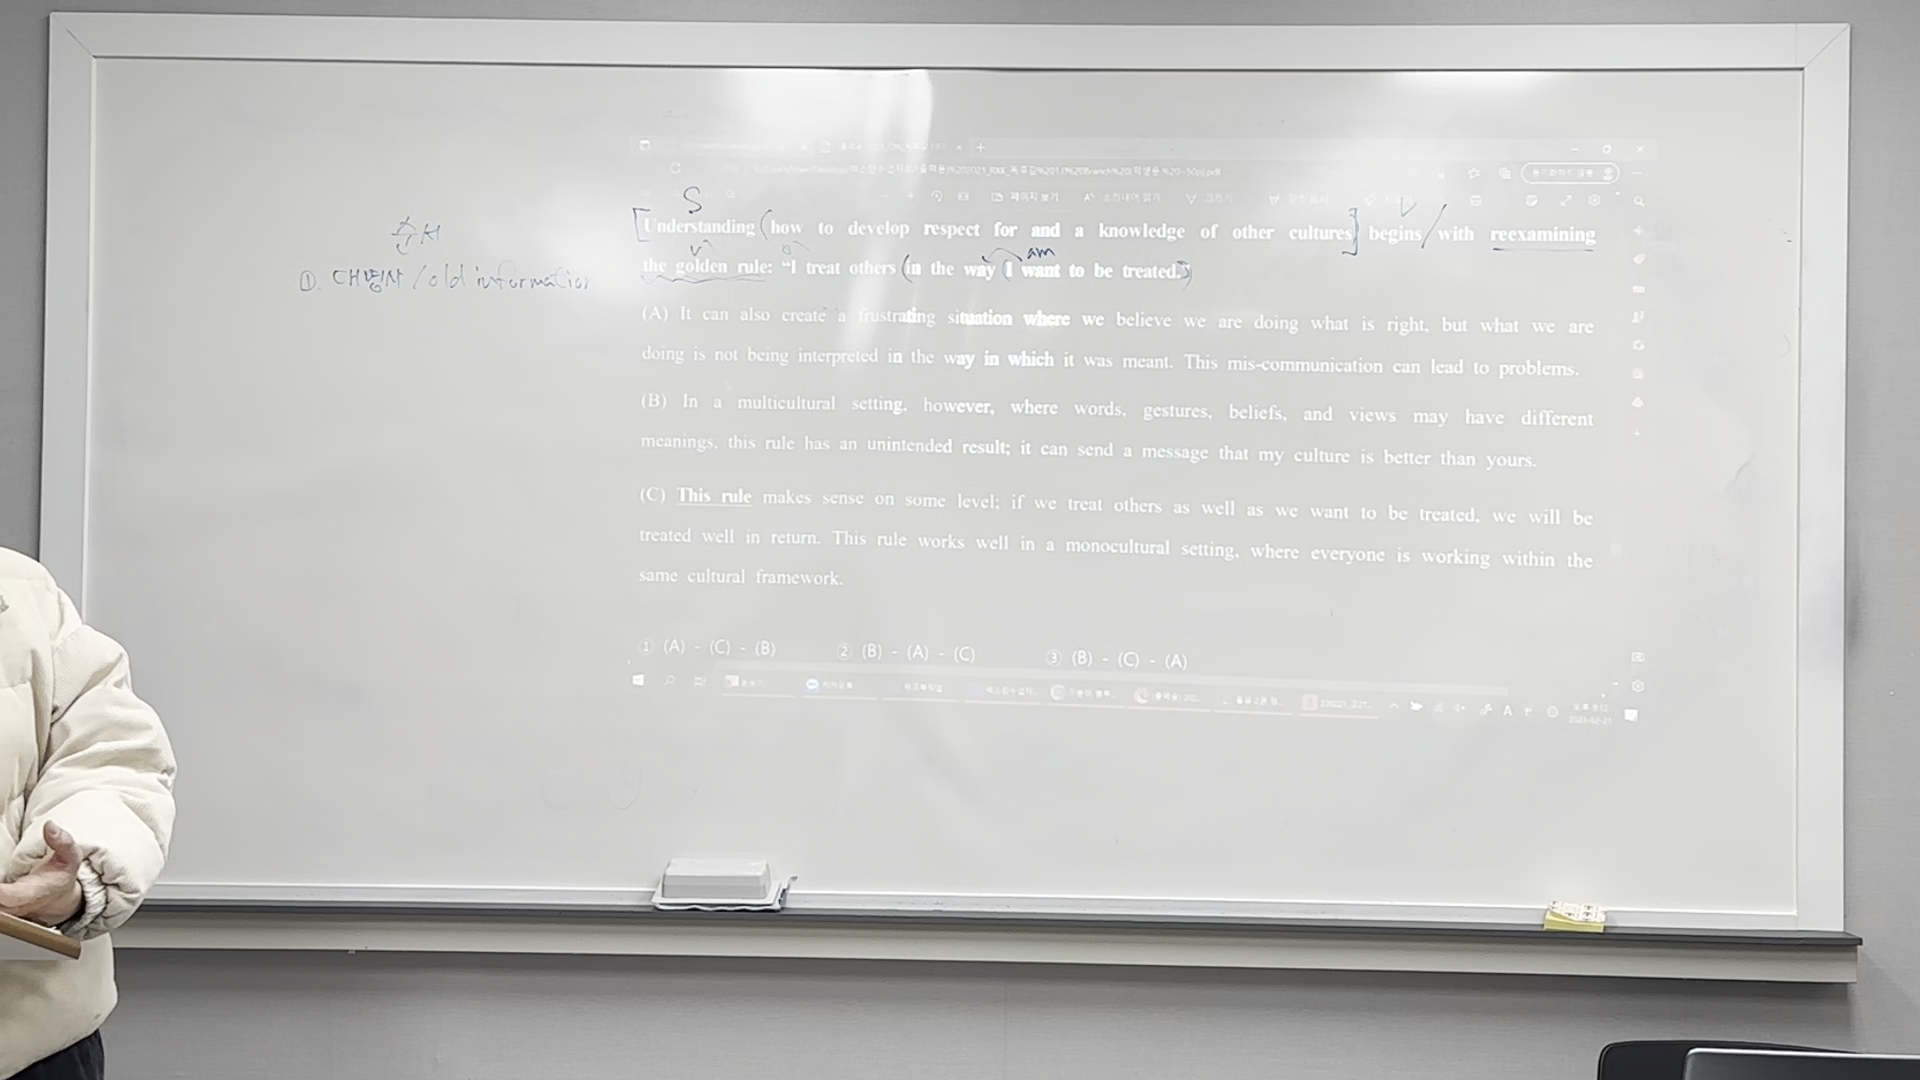 순서
①. 대명사 / old information
S
V
[Understanding (how to develop respect for and a knowledge of other cultures] begins / with reexamining
am
the golden rule: “I treat others (in the way (I want to be treated.”)
(A) It can also create a frustrating situation where we believe we are doing what is right, but what we are
doing is not being interpreted in the way in which it was meant. This mis-communication can lead to problems.
(B) In a multicultural setting, however, where words, gestures, beliefs, and views may have different
meanings, this rule has an unintended result; it can send a message that my culture is better than yours.
(C) This rule makes sense on some level; if we treat others as well as we want to be treated, we will be
treated well in return. This rule works well in a monocultural setting, where everyone is working within the
same cultural framework.
① (A) - (C) - (B) ② (B) - (A) - (C) ③ (B) - (C) - (A)